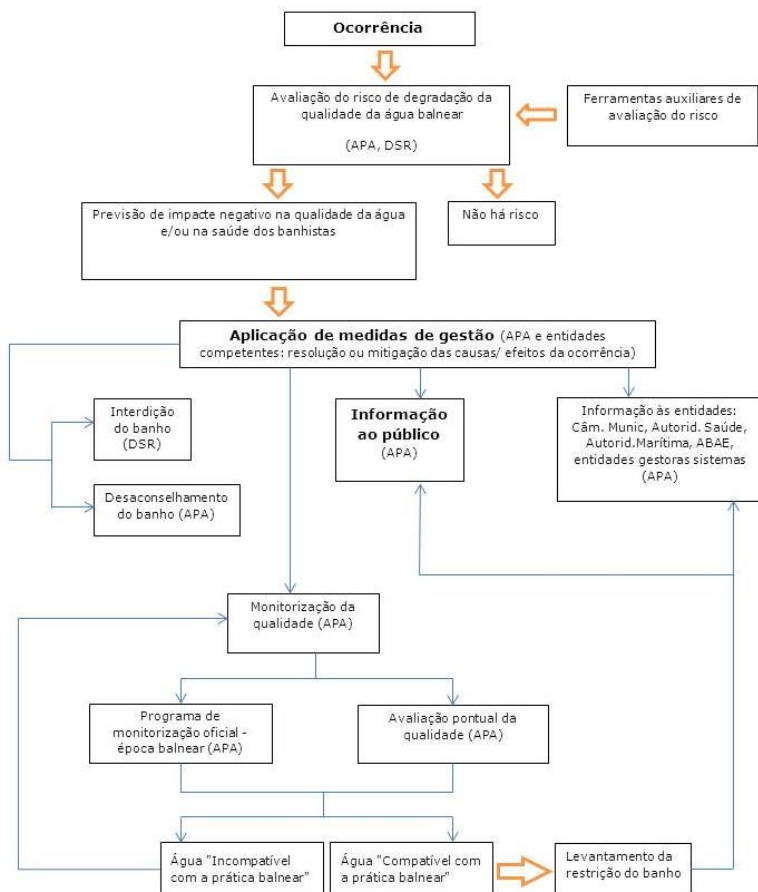 Ocorrência
Avaliação do risco de degradação da
qualidade da água balnear
(APA, DSR)
Ferramentas auxiliares de
avaliação do risco
Previsão de impacte negativo na qualidade da água
e/ou na saúde dos banhistas
Não há risco
Aplicação de medidas de gestão (APA e entidades
competentes: resolução ou mitigação das causas/ efeitos da ocorrência)
Interdição
do banho
(DSR)
Desaconselhamento
do banho (APA)
Informação
ao público
(APA)
Informação às entidades:
Câm. Munic, Autorid. Saúde,
Autorid.Marítima, ABAE,
entidades gestoras sistemas
(APA)
Monitorização da
qualidade (APA)
Programa de
monitorização oficial -
época balnear (APA)
Avaliação pontual da
qualidade (APA)
Água "Incompatível
com a prática balnear"
Água "Compatível com
a prática balnear"
Levantamento da
restrição do banho